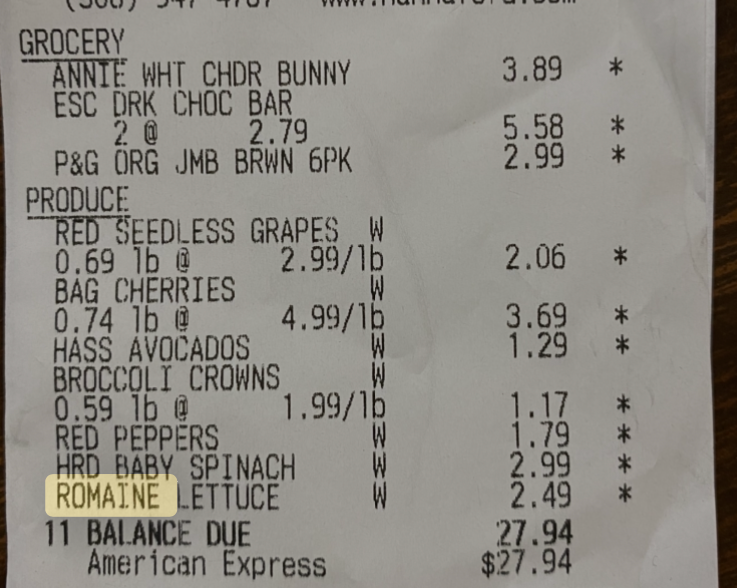 GROCERY
ANNIE WHT CHDR BUNNY 3.89 *
ESC DRK CHOC BAR
2 @ 2.79 5.58 *
P&G ORG JMB BRWN 6PK 2.99 *
PRODUCE
RED SEEDLESS GRAPES W
0.69 lb @ 2.99/lb 2.06 *
BAG CHERRIES W
0.74 lb @ 4.99/lb 3.69 *
HASS AVOCADOS W 1.29 *
BROCCOLI CROWNS W
0.59 lb @ 1.99/lb 1.17 *
RED PEPPERS W 1.79 *
HRD BABY SPINACH W 2.99 *
ROMAINE LETTUCE W 2.49 *
11 BALANCE DUE 27.94
American Express $27.94